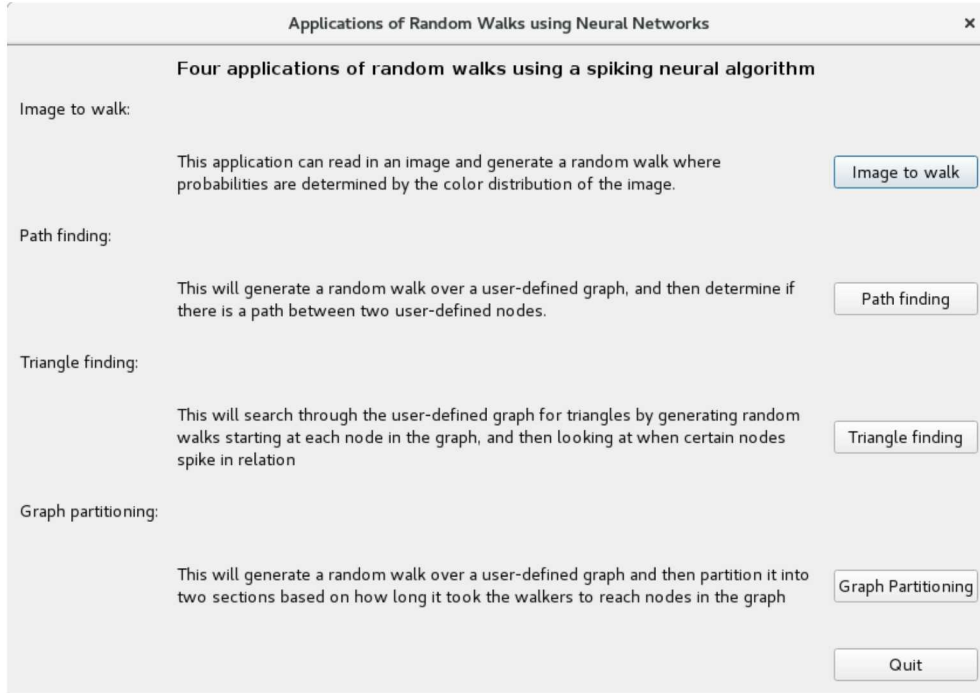 Applications of Random Walks using Neural Networks ×
Four applications of random walks using a spiking neural algorithm
Image to walk:
This application can read in an image and generate a random walk where
probabilities are determined by the color distribution of the image.
Image to walk
Path finding:
This will generate a random walk over a user-defined graph, and then determine if
there is a path between two user-defined nodes.
Path finding
Triangle finding:
This will search through the user-defined graph for triangles by generating random
walks starting at each node in the graph, and then looking at when certain nodes
spike in relation
Triangle finding
Graph partitioning:
This will generate a random walk over a user-defined graph and then partition it into
two sections based on how long it took the walkers to reach nodes in the graph
Graph Partitioning
Quit